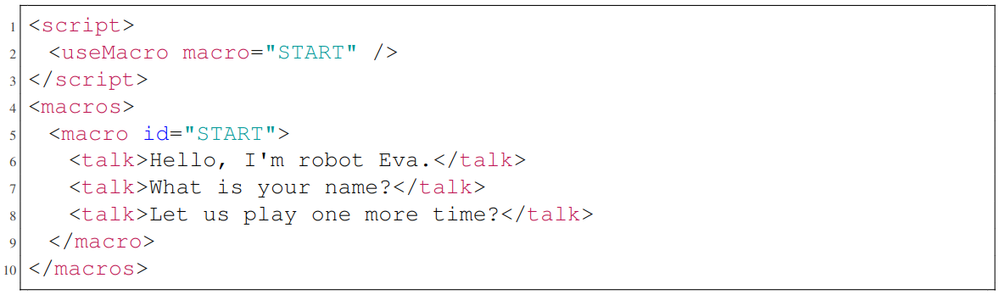 1 <script>
2   <useMacro macro="START" />
3 </script>
4 <macros>
5   <macro id="START">
6     <talk>Hello, I'm robot Eva.</talk>
7     <talk>What is your name?</talk>
8     <talk>Let us play one more time?</talk>
9   </macro>
10 </macros>